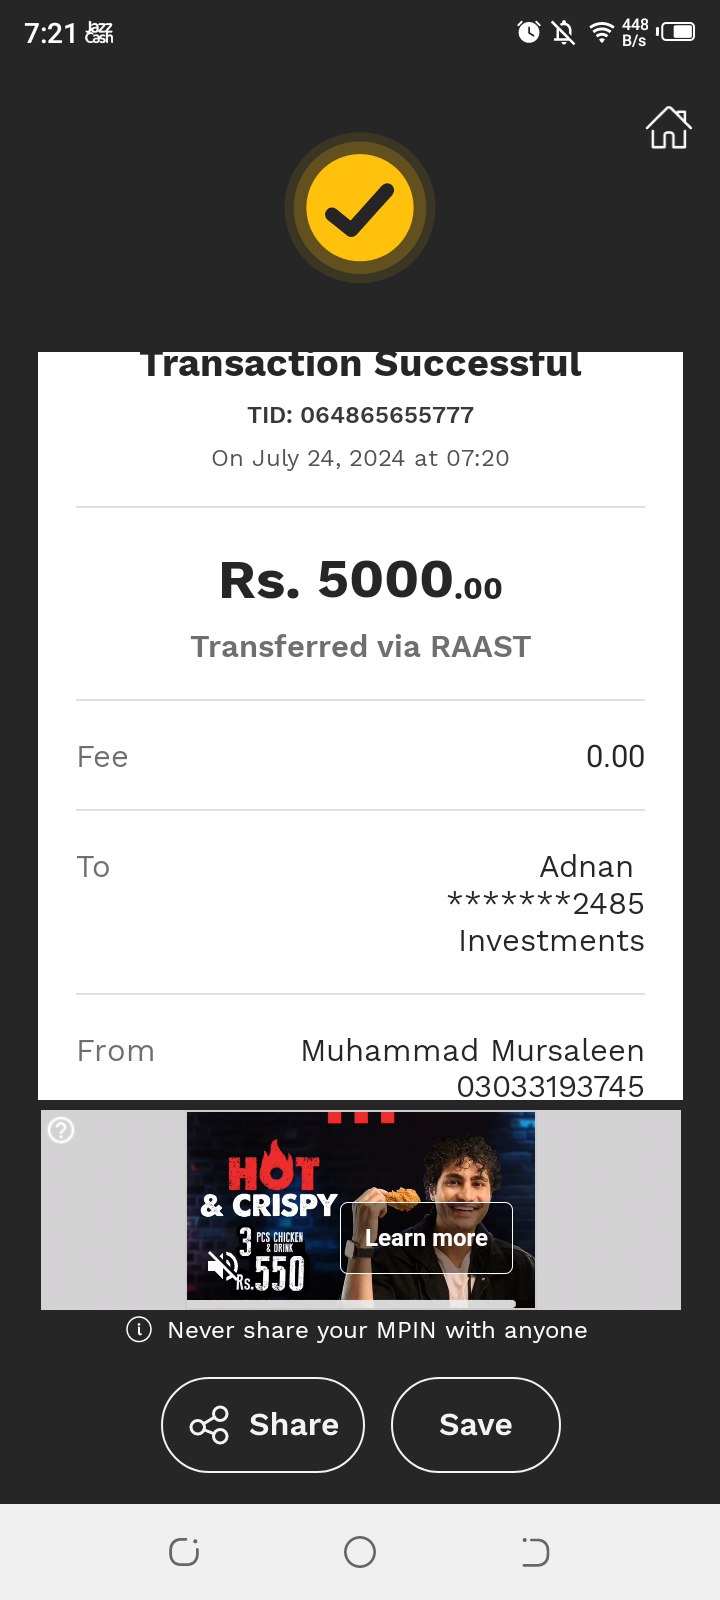 7:21 Jazz Cash 448 B/s
Transaction Successful
TID: 064865655777
On July 24, 2024 at 07:20
Rs. 5000.00
Transferred via RAAST
Fee 0.00
To Adnan
*******2485
Investments
From Muhammad Mursaleen
03033193745
HOT
& CRISPY
3 PCS CHICKEN & DRINK
Rs.550
Learn more
Never share your MPIN with anyone
Share Save